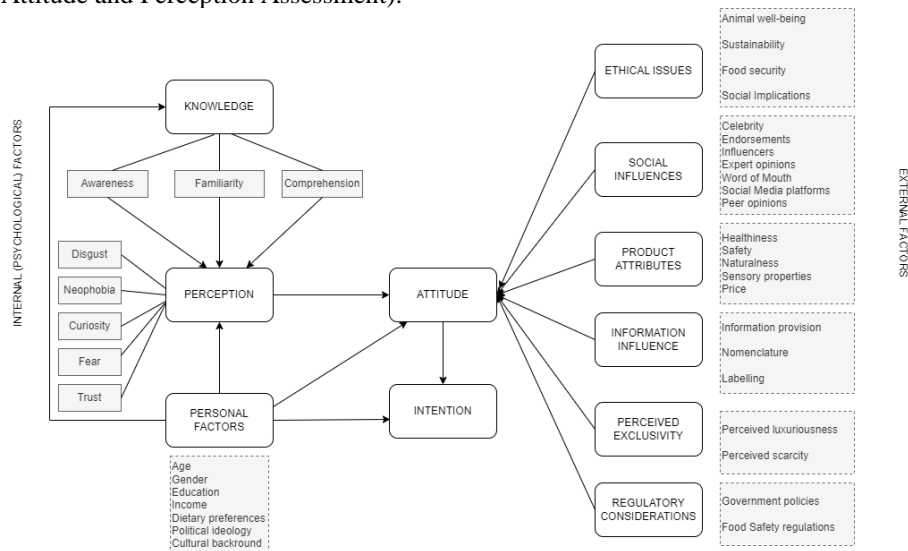 Attitude and Perception Assessment).
INTERNAL (PSYCHOLOGICAL) FACTORS
KNOWLEDGE
Awareness
Familiarity
Comprehension
Disgust
Neophobia
Curiosity
Fear
Trust
PERCEPTION
PERSONAL
FACTORS
Age
Gender
Education
Income
Dietary preferences
Political ideology
Cultural backround
ATTITUDE
INTENTION
ETHICAL ISSUES
Animal well-being
Sustainability
Food security
Social Implications
SOCIAL
INFLUENCES
Celebrity
Endorsements
Influencers
Expert opinions
Word of Mouth
Social Media platforms
Peer opinions
PRODUCT
ATTRIBUTES
Healthiness
Safety
Naturalness
Sensory properties
Price
INFORMATION
INFLUENCE
Information provision
Nomenclature
Labelling
PERCEIVED
EXCLUSIVITY
Perceived luxuriousness
Perceived scarcity
REGULATORY
CONSIDERATIONS
Government policies
Food Safety regulations
EXTERNAL FACTORS